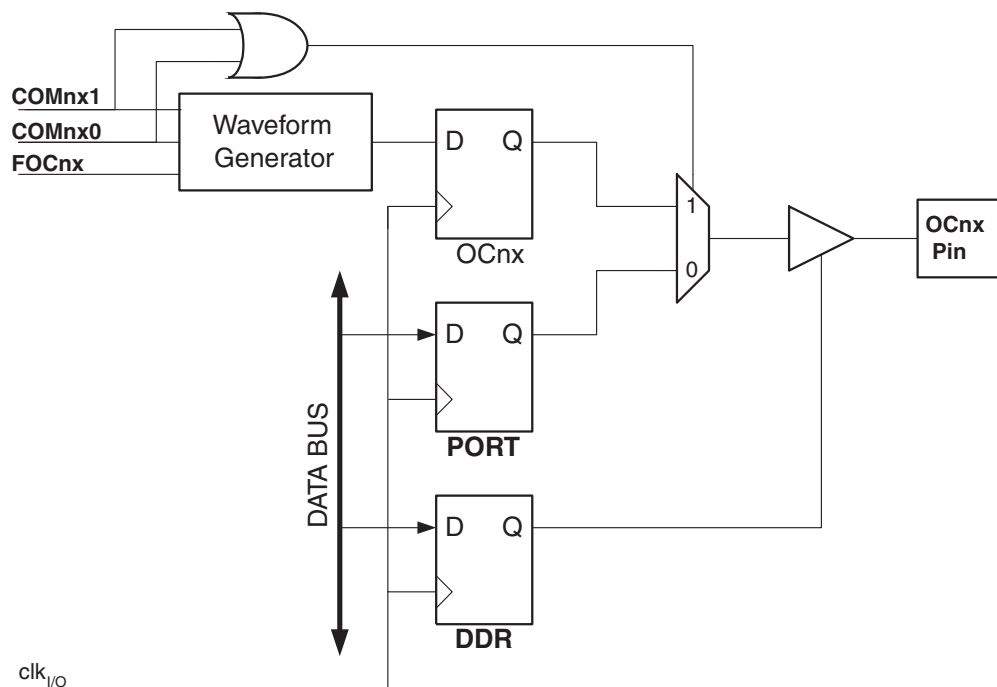 COMnx1
COMnx0
FOCnx
Waveform
Generator
D
Q
OCnx
1
0
OCnx
Pin
D
Q
PORT
DATA BUS
D
Q
DDR
clkI/O